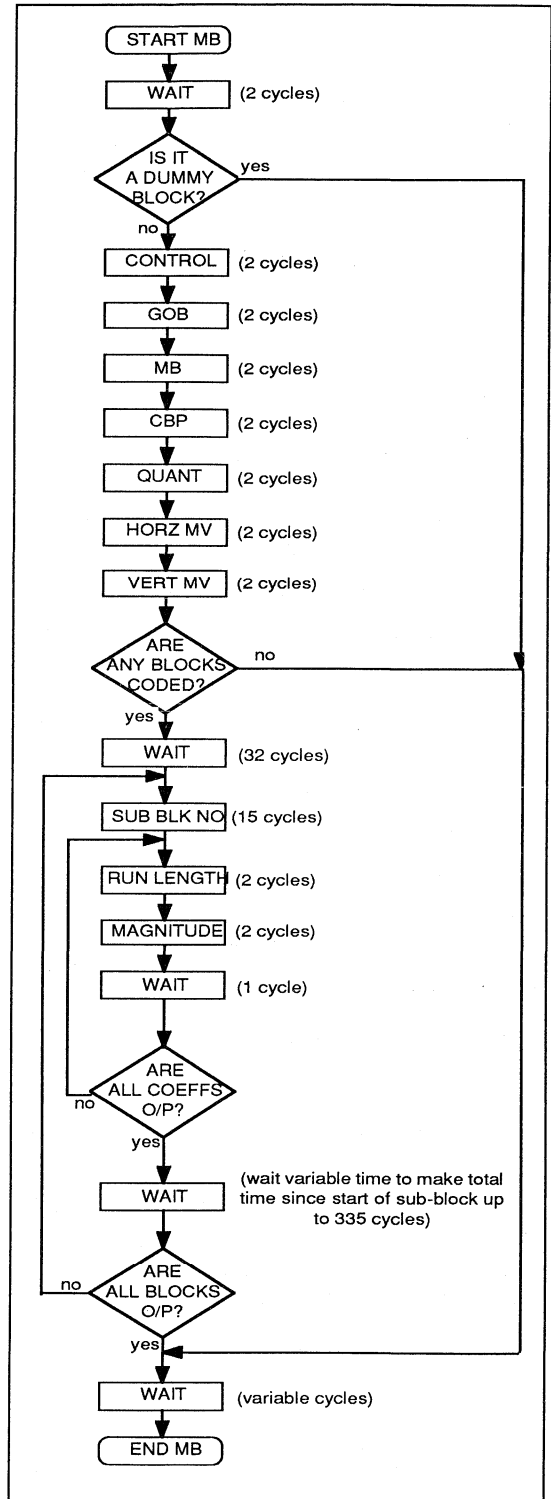 START MB
WAIT (2 cycles)
IS IT
A DUMMY
BLOCK?
yes
no
CONTROL (2 cycles)
GOB (2 cycles)
MB (2 cycles)
CBP (2 cycles)
QUANT (2 cycles)
HORZ MV (2 cycles)
VERT MV (2 cycles)
ARE
ANY BLOCKS
CODED?
no
yes
WAIT (32 cycles)
SUB BLK NO (15 cycles)
RUN LENGTH (2 cycles)
MAGNITUDE (2 cycles)
WAIT (1 cycle)
ARE
ALL COEFFS
O/P?
no
yes
WAIT
(wait variable time to make total
time since start of sub-block up
to 335 cycles)
ARE
ALL BLOCKS
O/P?
no
yes
WAIT (variable cycles)
END MB